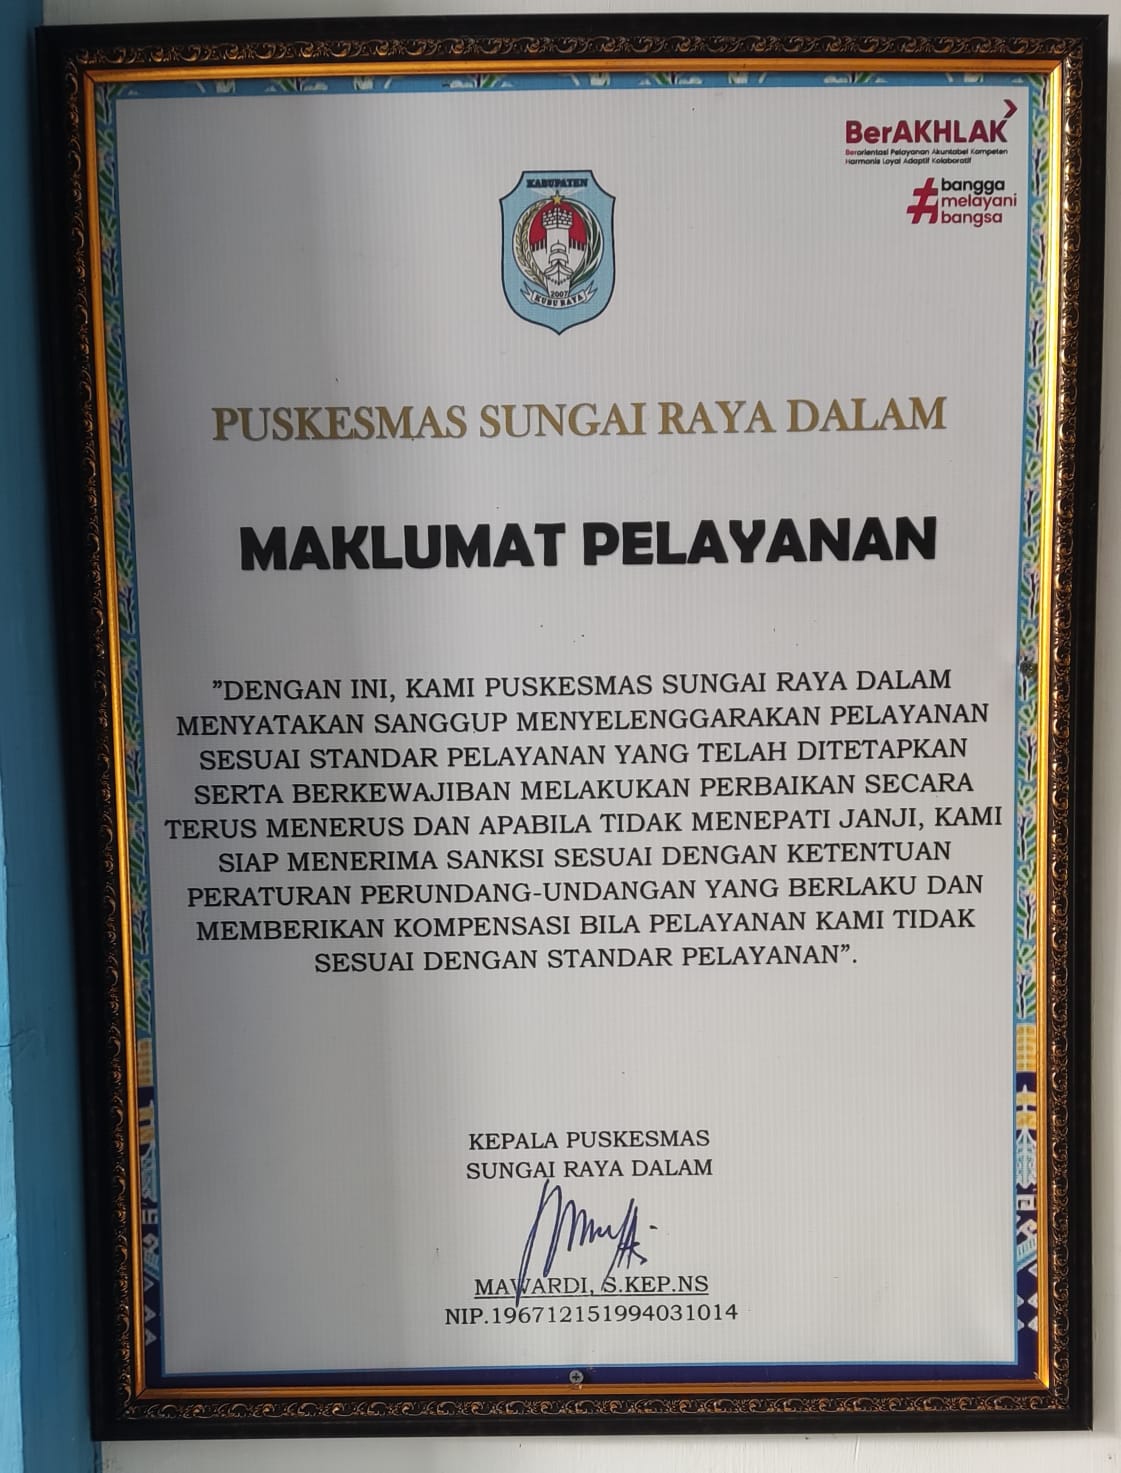 BerAKHLAK
Berorientasi Pelayanan Akuntabel Kompeten
Harmonis Loyal Adaptif Kolaboratif
#bangga
melayani
bangsa
KABUPATEN
2007
KUBU RAYA
PUSKESMAS SUNGAI RAYA DALAM
MAKLUMAT PELAYANAN
”DENGAN INI, KAMI PUSKESMAS SUNGAI RAYA DALAM
MENYATAKAN SANGGUP MENYELENGGARAKAN PELAYANAN
SESUAI STANDAR PELAYANAN YANG TELAH DITETAPKAN
SERTA BERKEWAJIBAN MELAKUKAN PERBAIKAN SECARA
TERUS MENERUS DAN APABILA TIDAK MENEPATI JANJI, KAMI
SIAP MENERIMA SANKSI SESUAI DENGAN KETENTUAN
PERATURAN PERUNDANG-UNDANGAN YANG BERLAKU DAN
MEMBERIKAN KOMPENSASI BILA PELAYANAN KAMI TIDAK
SESUAI DENGAN STANDAR PELAYANAN”.
KEPALA PUSKESMAS
SUNGAI RAYA DALAM
MAWARDI, S.KEP.NS
NIP.196712151994031014